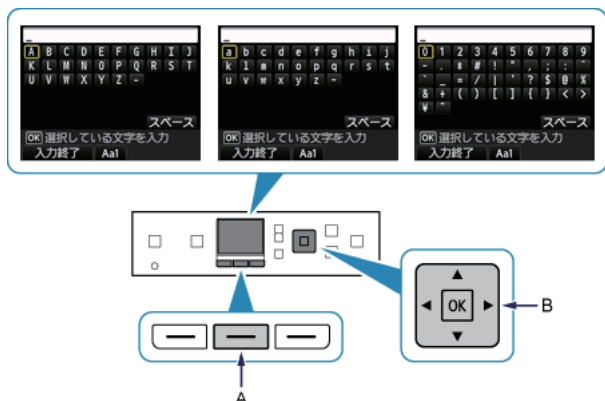 _
A B C D E F G H I J
K L M N O P Q R S T
U V W X Y Z -
スペース
OK 選択している文字を入力
入力終了 Aa1
_
a b c d e f g h i j
k l m n o p q r s t
u v w x y z -
スペース
OK 選択している文字を入力
入力終了 Aa1
_
0 1 2 3 4 5 6 7 8 9
- . * # ! " , ; : ^
` _ = / | ' ? $ @ %
& + ( ) [ ] { } < >
¥ ~
スペース
OK 選択している文字を入力
入力終了 Aa1
OK
B
A